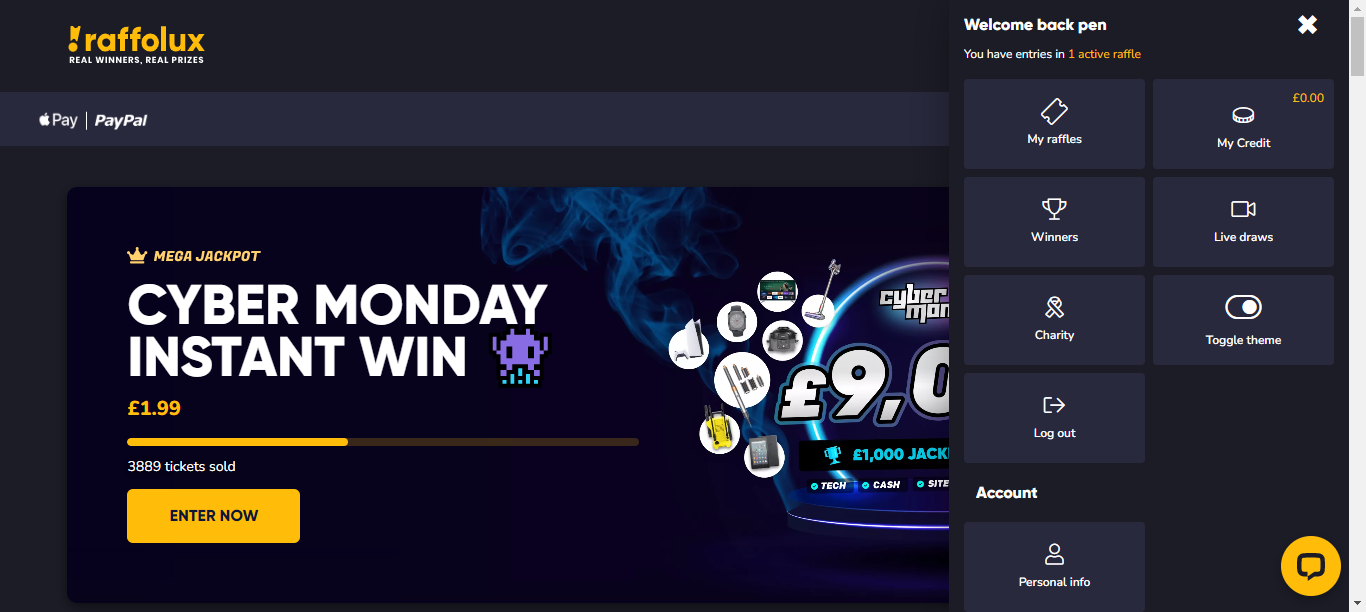 raffolux
REAL WINNERS, REAL PRIZES
Pay | PayPal
MEGA JACKPOT
CYBER MONDAY
INSTANT WIN
£1.99
3889 tickets sold
ENTER NOW
cyber
mon
£9,0
£1,000 JACK
TECH
CASH
SITE
Welcome back pen
You have entries in 1 active raffle
My raffles
£0.00
My Credit
Winners
Live draws
Charity
Toggle theme
Log out
Account
Personal info